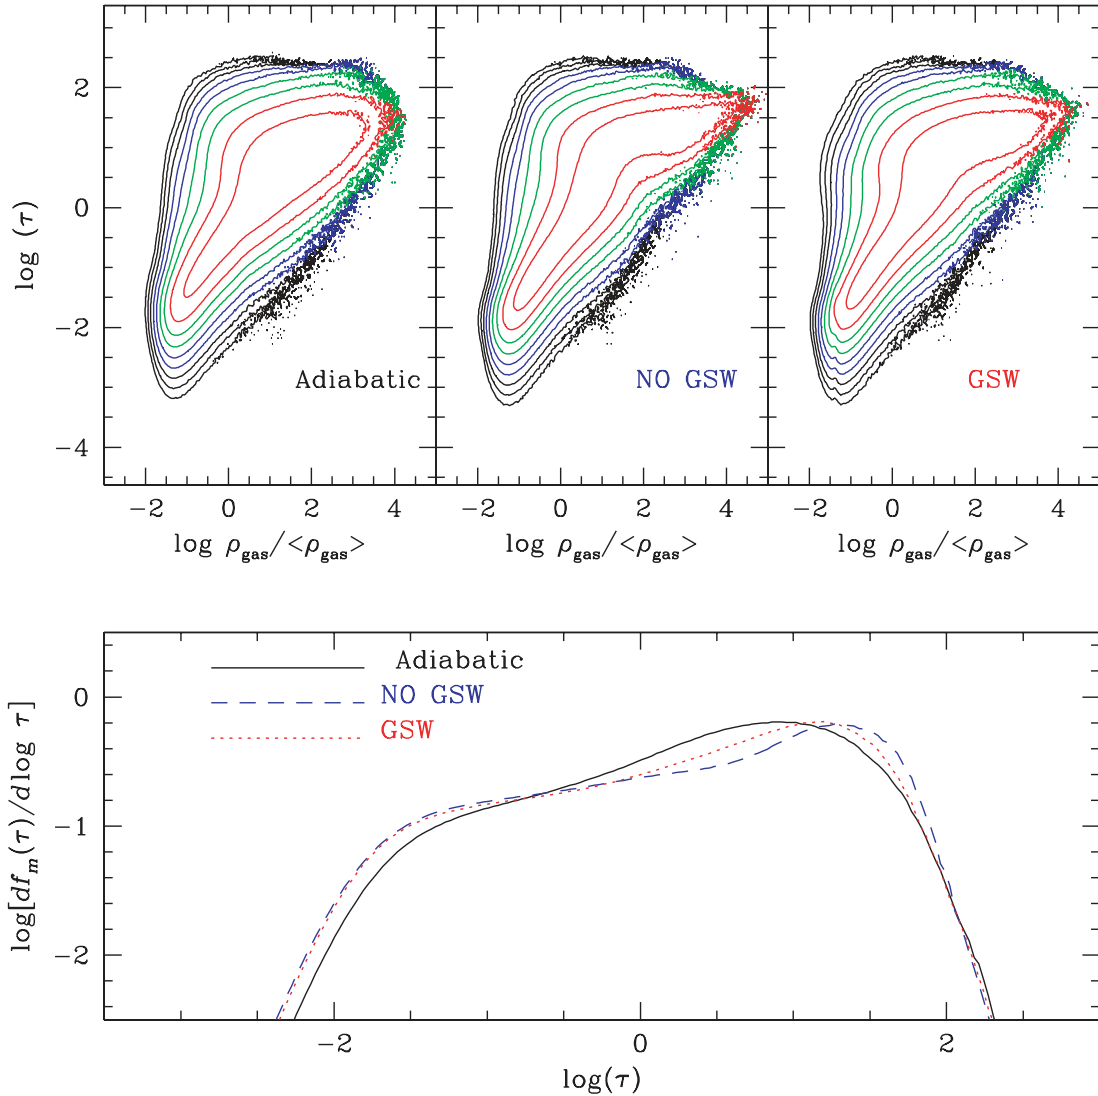 2
0
−2
−4
log (τ)
Adiabatic
NO GSW
GSW
−2 0 2 4 −2 0 2 4 −2 0 2 4
log ρgas/<ρgas> log ρgas/<ρgas> log ρgas/<ρgas>
Adiabatic
NO GSW
GSW
0
−1
−2
log[dfm(τ)/dlog τ]
−2 0 2
log(τ)